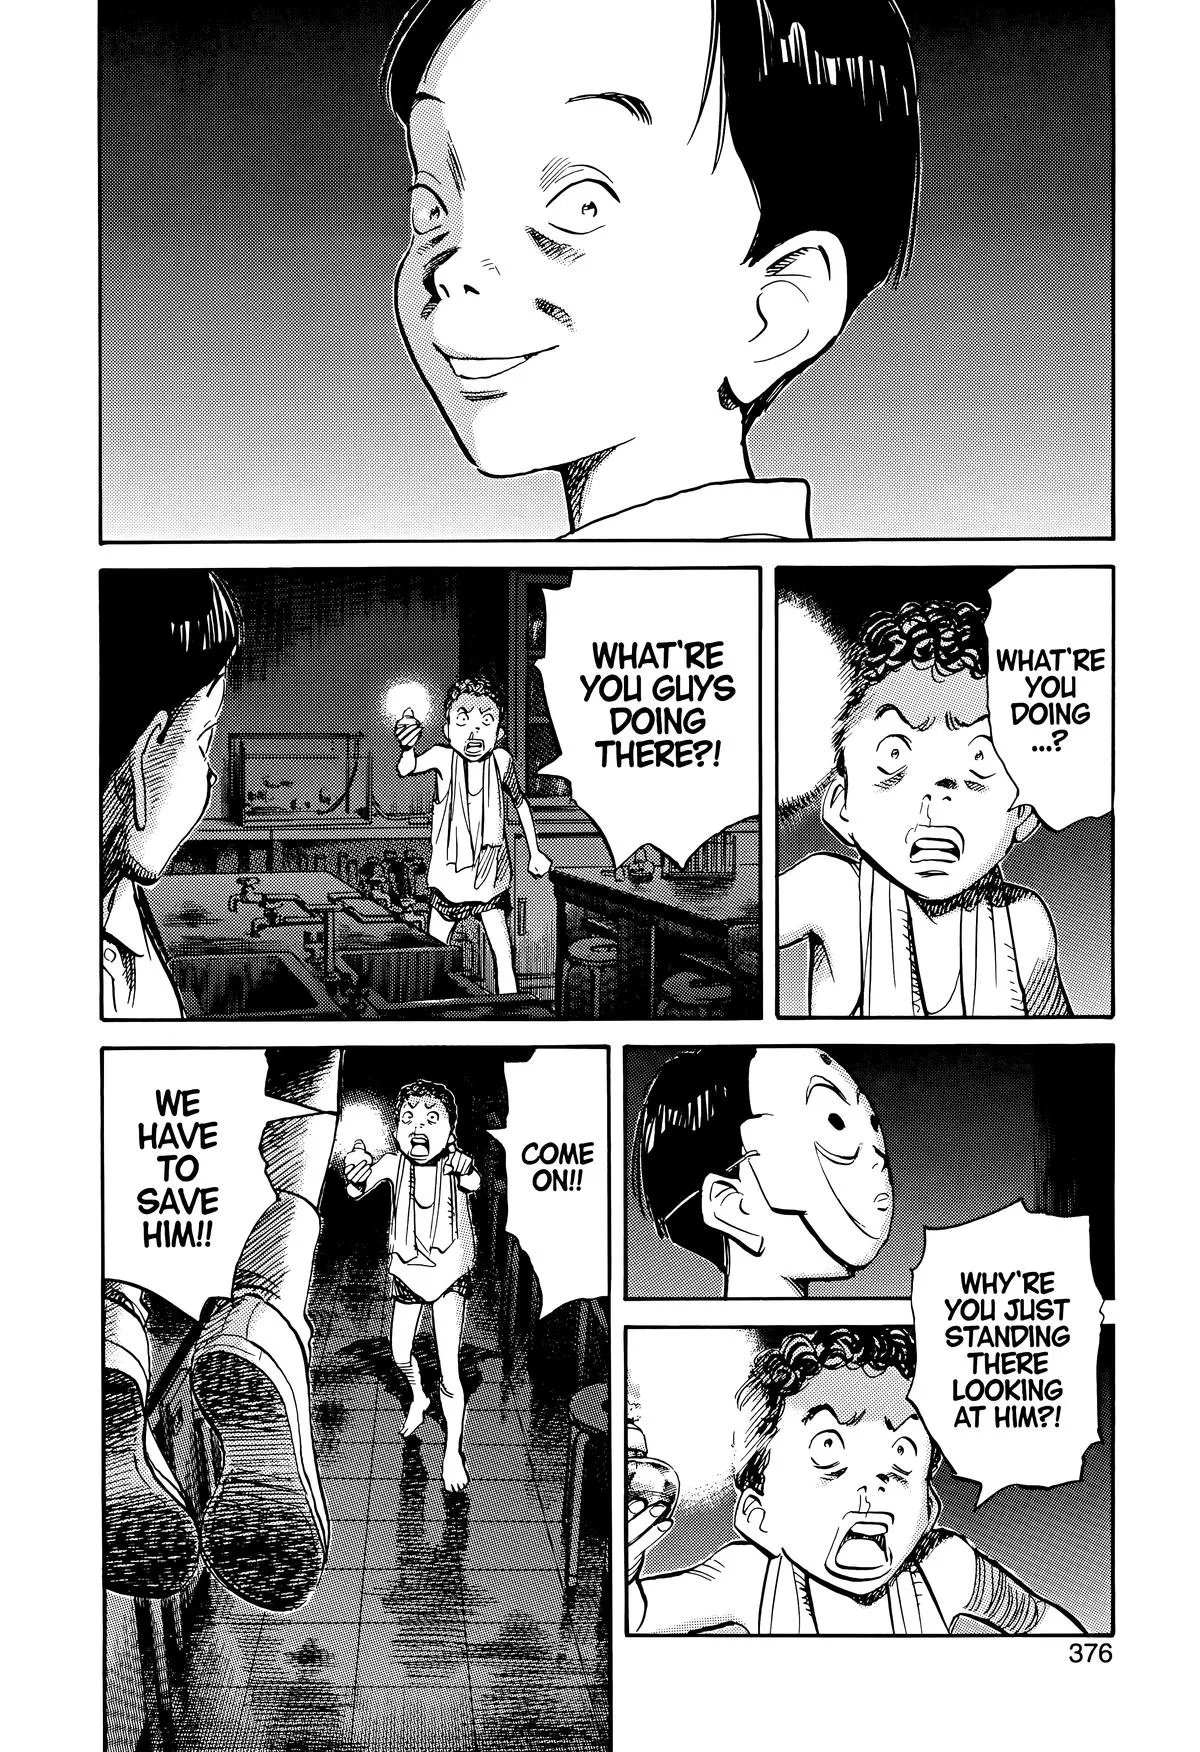 WHAT'RE
YOU
DOING
...?
WHAT'RE
YOU GUYS
DOING
THERE?!
WHY'RE
YOU JUST
STANDING
THERE
LOOKING
AT HIM?!
COME
ON!!
WE
HAVE
TO
SAVE
HIM!!
376